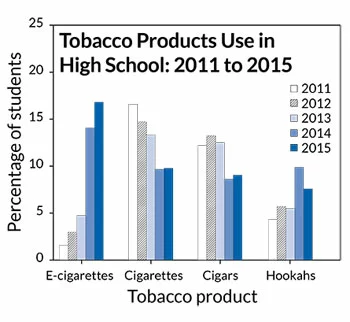 Tobacco Products Use in
High School: 2011 to 2015
2011
2012
2013
2014
2015
Percentage of students
25
20
15
10
5
0
E-cigarettes Cigarettes Cigars Hookahs
Tobacco product